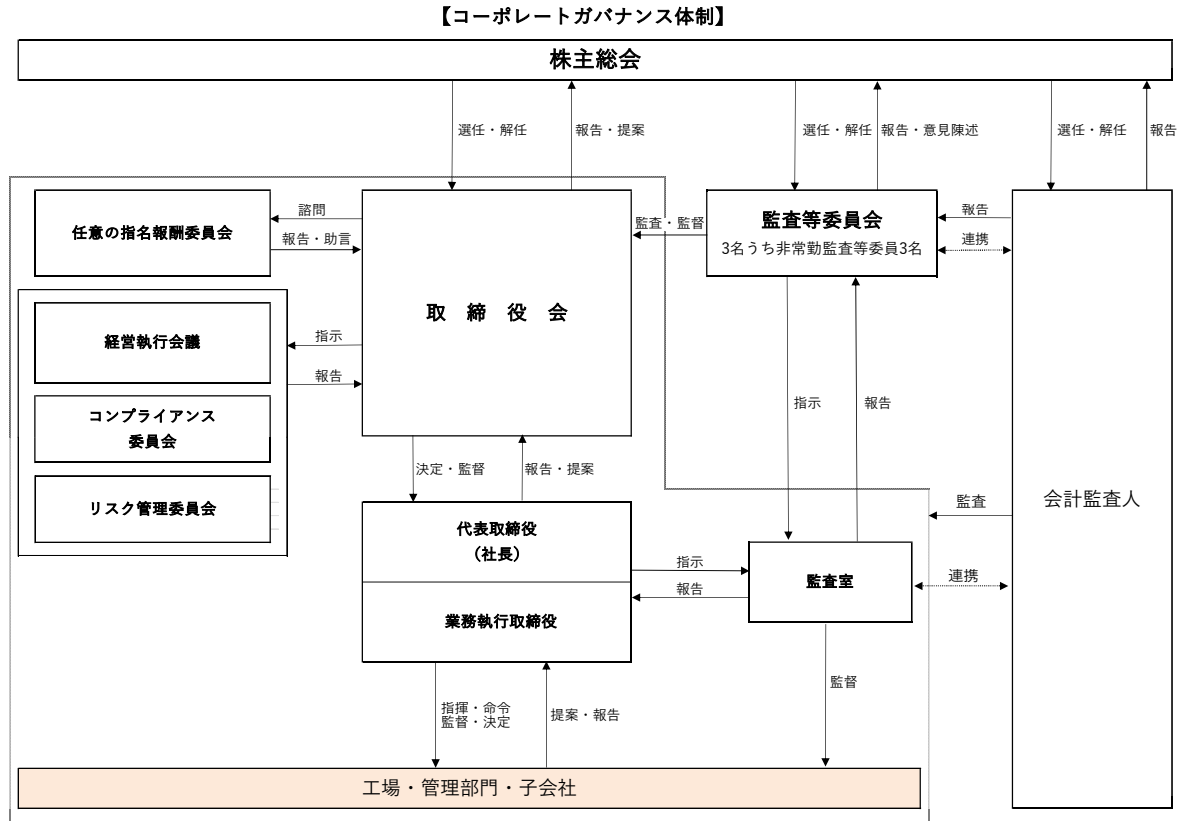 【コーポレートガバナンス体制】
株主総会
選任・解任
報告・提案
選任・解任
報告・意見陳述
選任・解任
報告
任意の指名報酬委員会
諮問
報告・助言
取　締　役　会
監査・監督
監査等委員会
3名うち非常勤監査等委員3名
報告
連携
経営執行会議
指示
報告
コンプライアンス
委員会
リスク管理委員会
指示
報告
決定・監督
報告・提案
代表取締役
（社長）
業務執行取締役
指示
報告
監査室
監査
連携
会計監査人
指揮・命令
監督・決定
提案・報告
監督
工場・管理部門・子会社